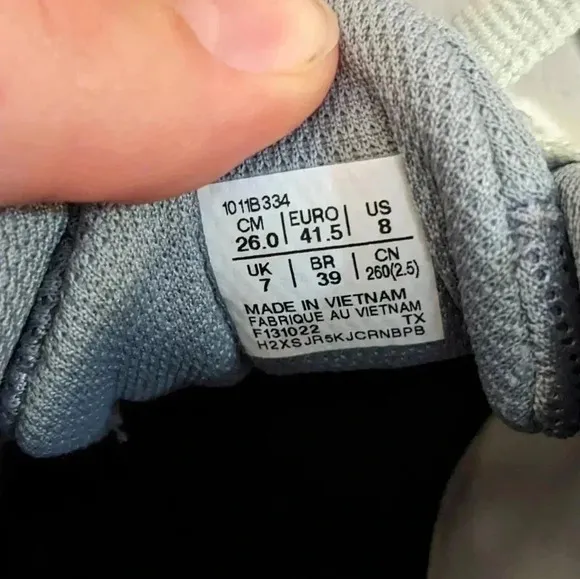 1011B334
CM EURO US
26.0 41.5 8
UK BR CN
7 39 260(2.5)
MADE IN VIETNAM
FABRIQUE AU VIETNAM
F131022 TX
H2XSJR5KJCRNBPB